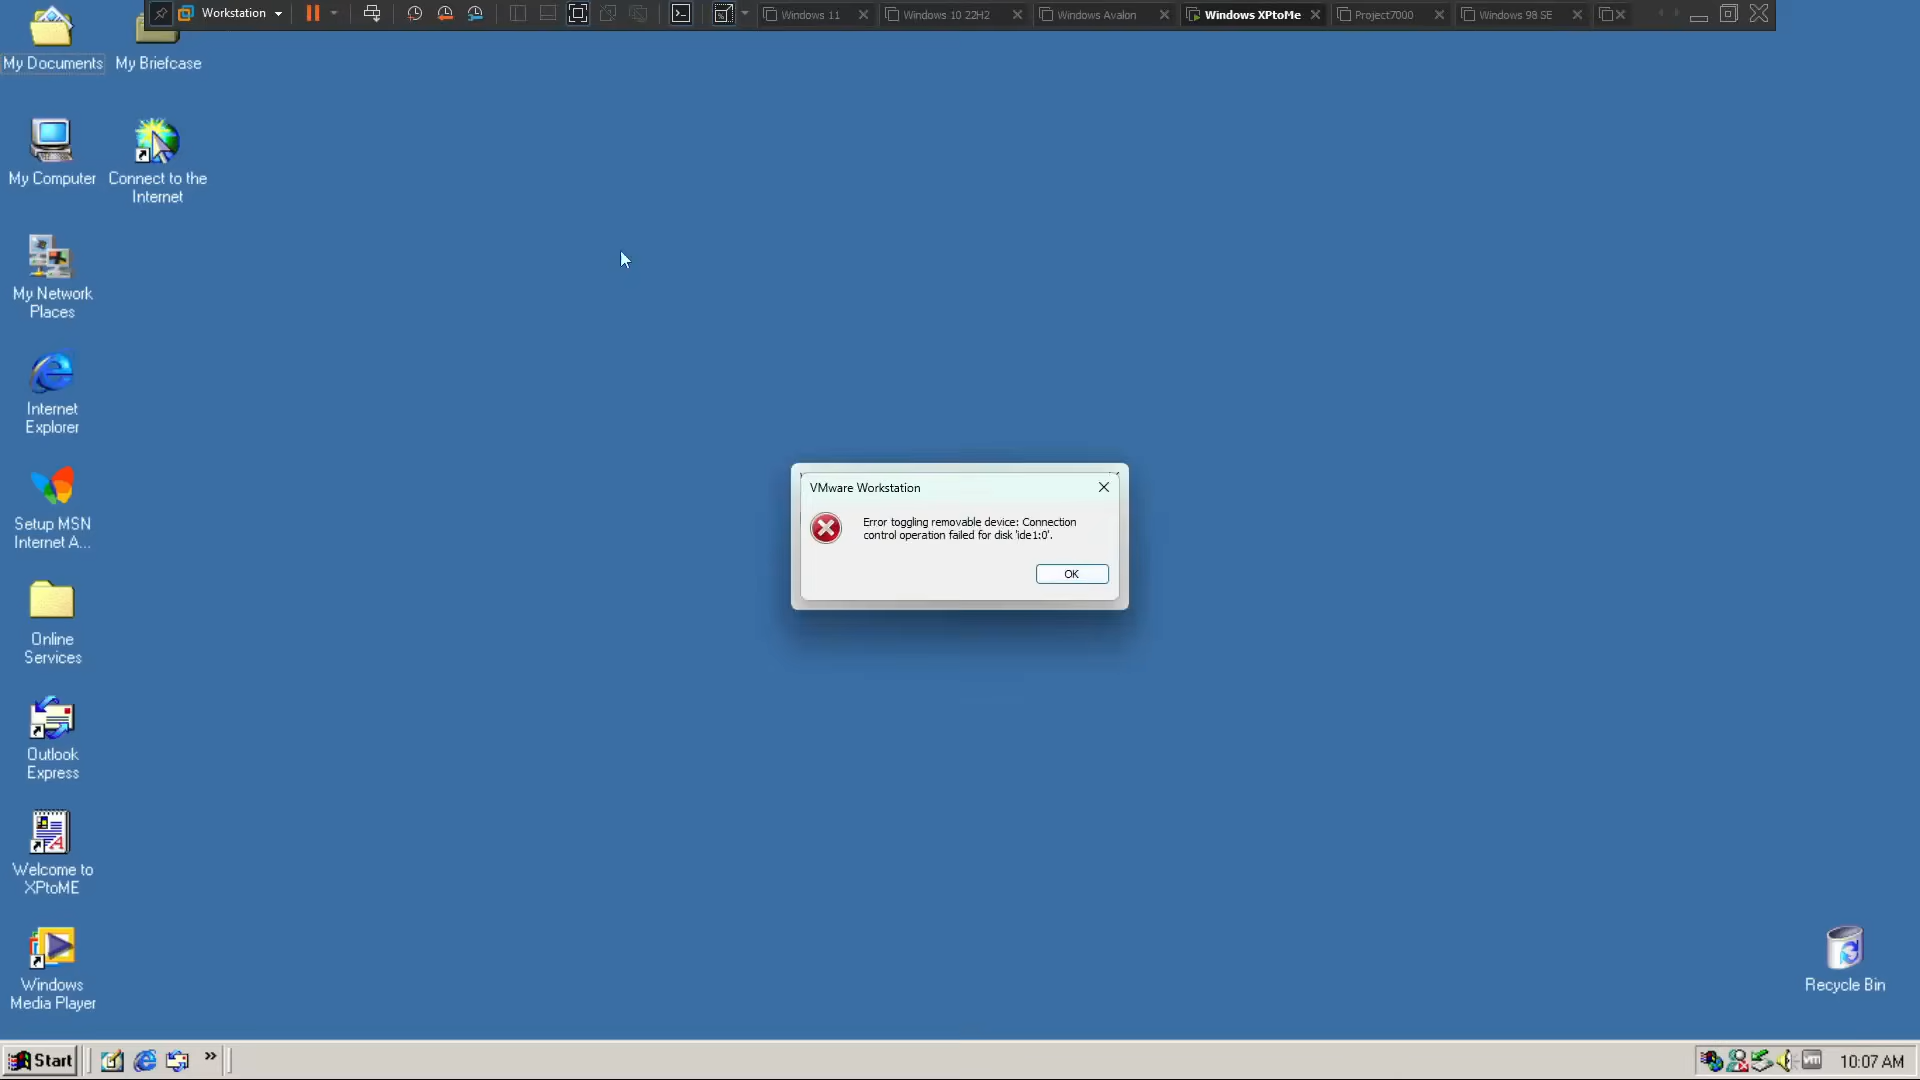 Workstation
Windows 11
Windows 10 22H2
Windows Avalon
Windows XPtoMe
Project7000
Windows 98 SE
My Documents
My Briefcase
My Computer
Connect to the
Internet
My Network
Places
Internet
Explorer
Setup MSN
Internet A...
Online
Services
Outlook
Express
Welcome to
XPtoME
Windows
Media Player
VMware Workstation
Error toggling removable device: Connection
control operation failed for disk 'ide1:0'.
OK
Recycle Bin
Start
vm
10:07 AM